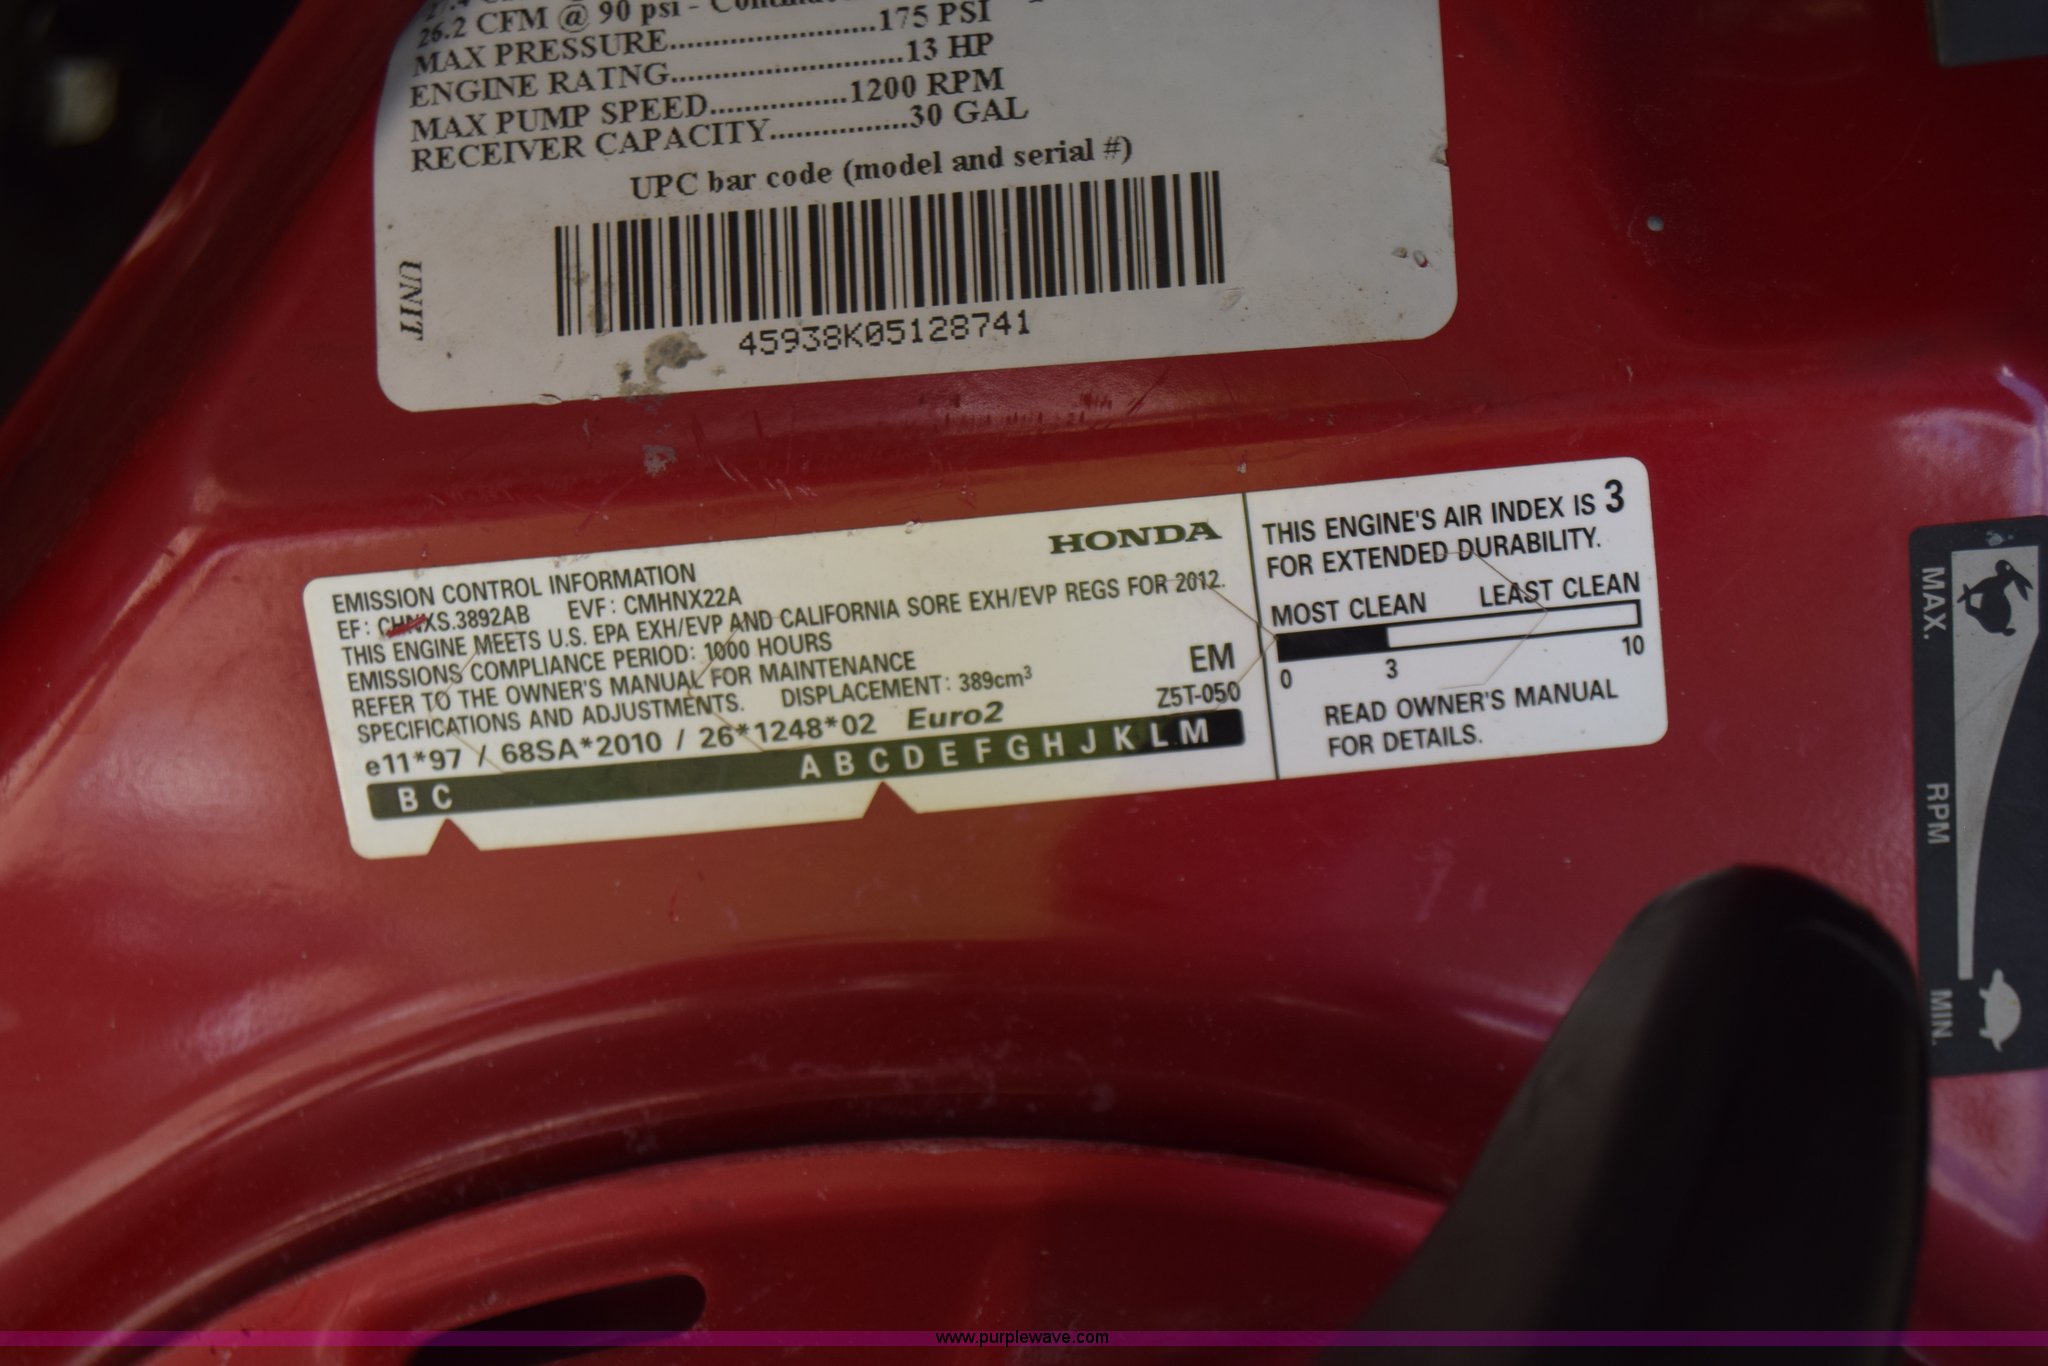 26.2 CFM @ 90 psi -
MAX PRESSURE......................175 PSI
ENGINE RATNG.........................13 HP
MAX PUMP SPEED...............1200 RPM
RECEIVER CAPACITY...............30 GAL
UPC bar code (model and serial #)
UNIT
45938K05128741
HONDA
EMISSION CONTROL INFORMATION
EF: CHNXS.3892AB EVF: CMHNX22A
THIS ENGINE MEETS U.S. EPA EXH/EVP AND CALIFORNIA SORE EXH/EVP REGS FOR 2012.
EMISSIONS COMPLIANCE PERIOD: 1000 HOURS
REFER TO THE OWNER'S MANUAL FOR MAINTENANCE
SPECIFICATIONS AND ADJUSTMENTS. DISPLACEMENT: 389cm³
EM
Z5T-050
e11*97 / 68SA*2010 / 26*1248*02 Euro2
B C A B C D E F G H J K L M
THIS ENGINE'S AIR INDEX IS 3
FOR EXTENDED DURABILITY.
MOST CLEAN LEAST CLEAN
0 3 10
READ OWNER'S MANUAL
FOR DETAILS.
MAX.
RPM
MIN.
www.purplewave.com